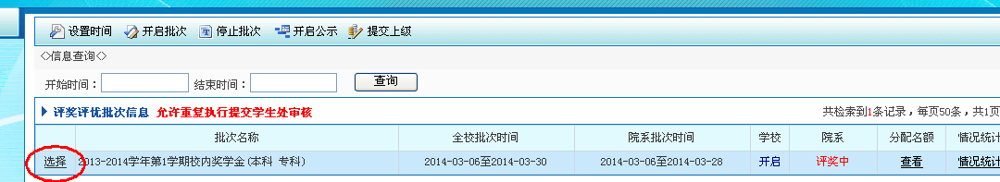 设置时间 开启批次 停止批次 开启公示 提交上级
◇信息查询◇
开始时间： 结束时间： 查询
评奖评优批次信息 允许重复执行提交学生处审核 共检索到1条记录，每页50条，共1页
批次名称 全校批次时间 院系批次时间 学校 院系 分配名额 情况统计
选择 2013-2014学年第1学期校内奖学金(本科 专科) 2014-03-06至2014-03-30 2014-03-06至2014-03-28 开启 评奖中 查看 情况统计